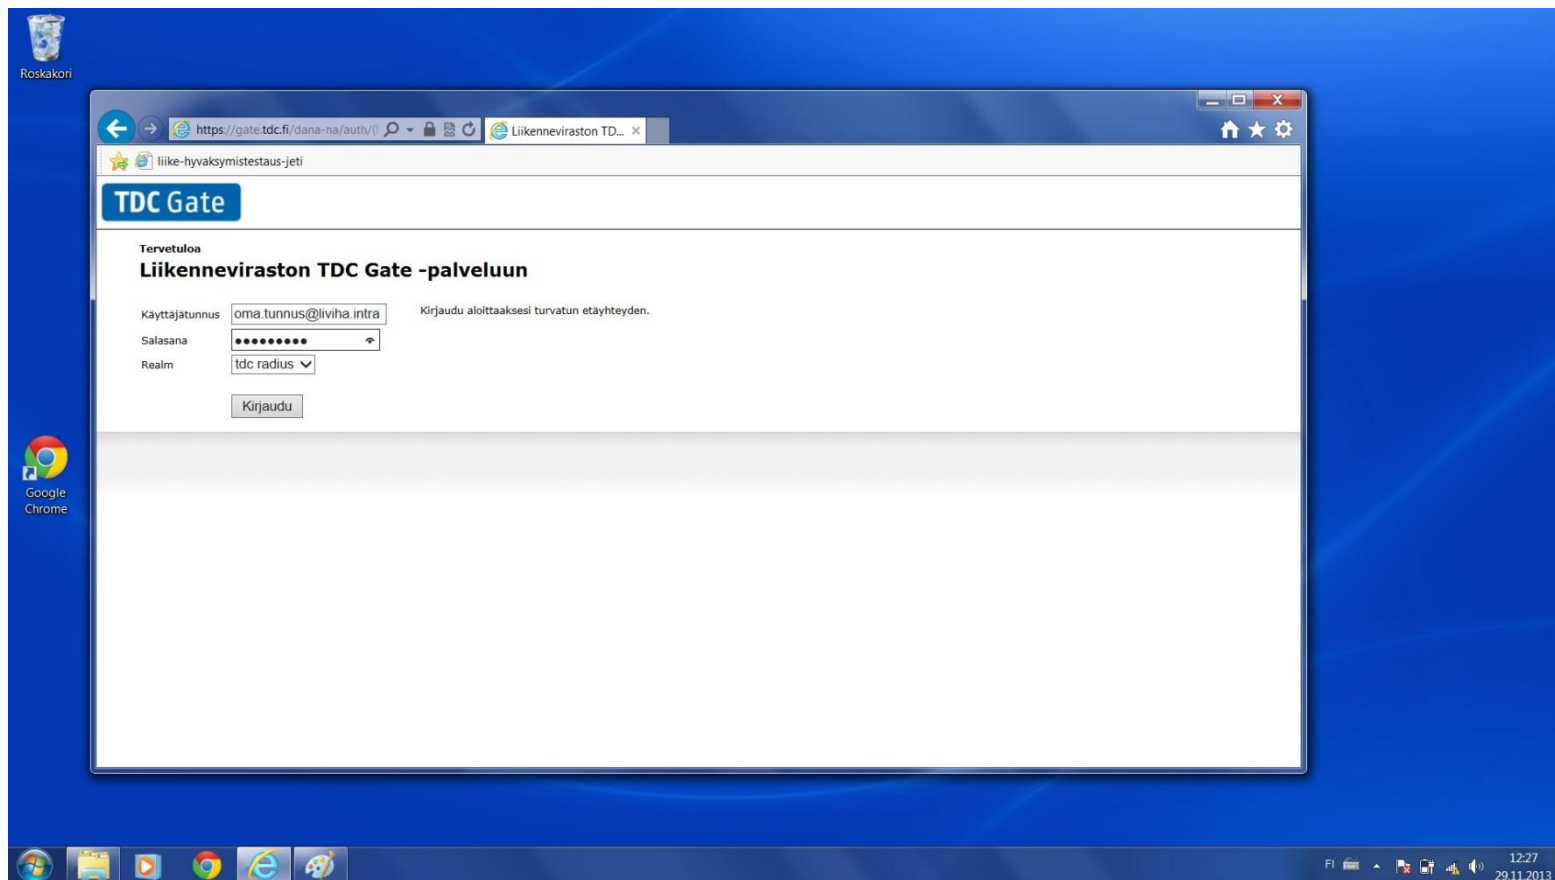 Roskakori
https://gate.tdc.fi/dana-na/auth/
Liikenneviraston TD...
liike-hyvaksymistestaus-jeti
TDC Gate
Tervetuloa
Liikenneviraston TDC Gate -palveluun
Käyttäjätunnus oma.tunnus@liviha.intra Kirjaudu aloittaaksesi turvatun etäyhteyden.
Salasana
Realm tdc radius
Kirjaudu
Google
Chrome
FI 12:27
29.11.2013